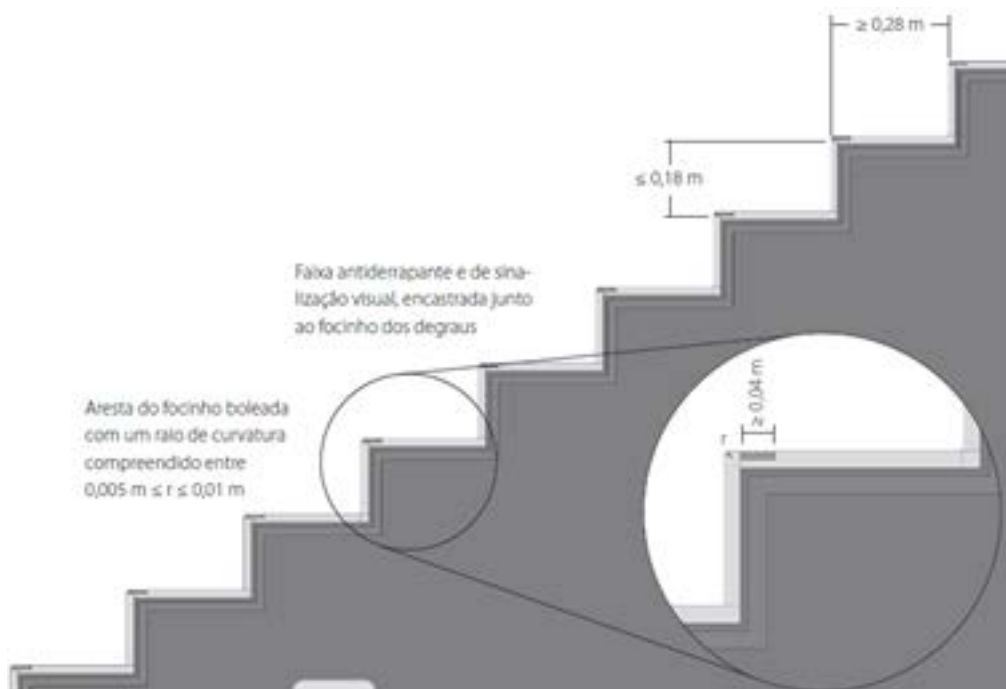 ≥ 0,28 m
≤ 0,18 m
Faixa antiderrapante e de sina-
lização visual, encastrada junto
ao focinho dos degraus
≥ 0,04 m
r
Aresta do focinho boleada
com um raio de curvatura
compreendido entre
0,005 m ≤ r ≤ 0,01 m